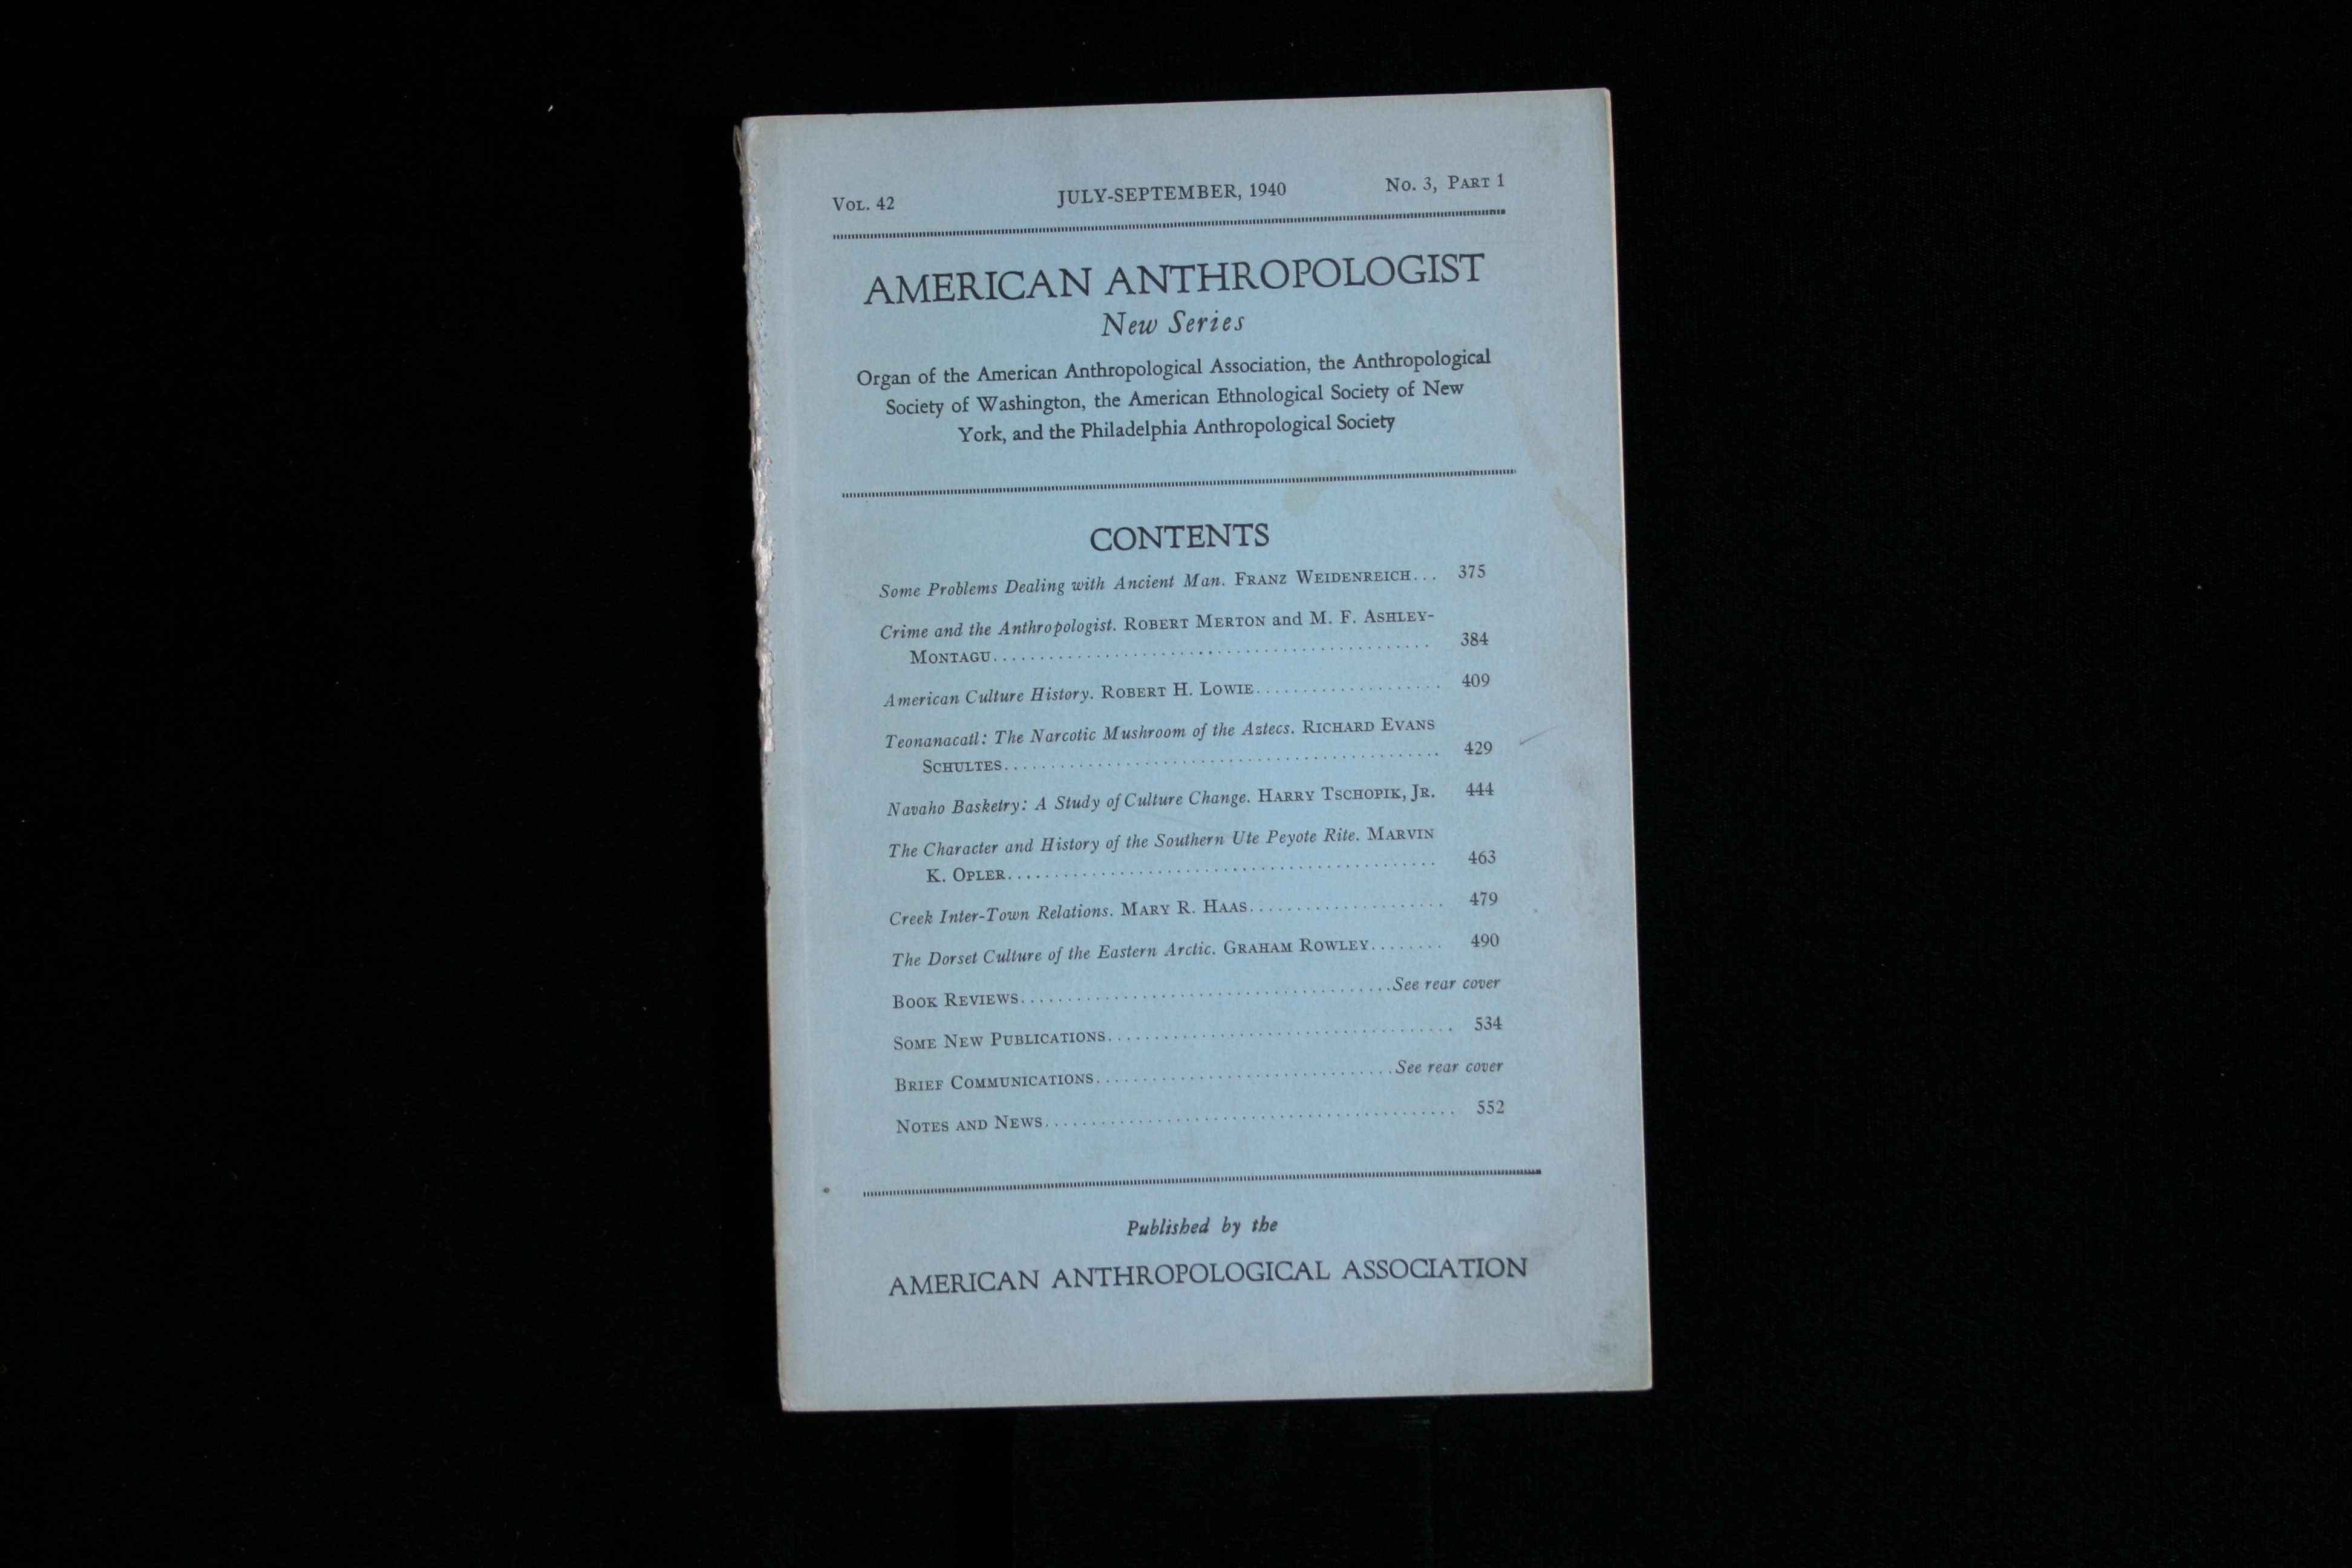 Vol. 42 JULY-SEPTEMBER, 1940 No. 3, Part 1
AMERICAN ANTHROPOLOGIST
New Series
Organ of the American Anthropological Association, the Anthropological
Society of Washington, the American Ethnological Society of New
York, and the Philadelphia Anthropological Society
CONTENTS
Some Problems Dealing with Ancient Man. Franz Weidenreich... 375
Crime and the Anthropologist. Robert Merton and M. F. Ashley-
Montagu................................................ 384
American Culture History. Robert H. Lowie.................... 409
Teonanacatl: The Narcotic Mushroom of the Aztecs. Richard Evans
Schultes............................................... 429
Navaho Basketry: A Study of Culture Change. Harry Tschopik, Jr. 444
The Character and History of the Southern Ute Peyote Rite. Marvin
K. Opler............................................... 463
Creek Inter-Town Relations. Mary R. Haas..................... 479
The Dorset Culture of the Eastern Arctic. Graham Rowley........ 490
Book Reviews........................................See rear cover
Some New Publications..................................... 534
Brief Communications................................See rear cover
Notes and News............................................. 552
Published by the
AMERICAN ANTHROPOLOGICAL ASSOCIATION